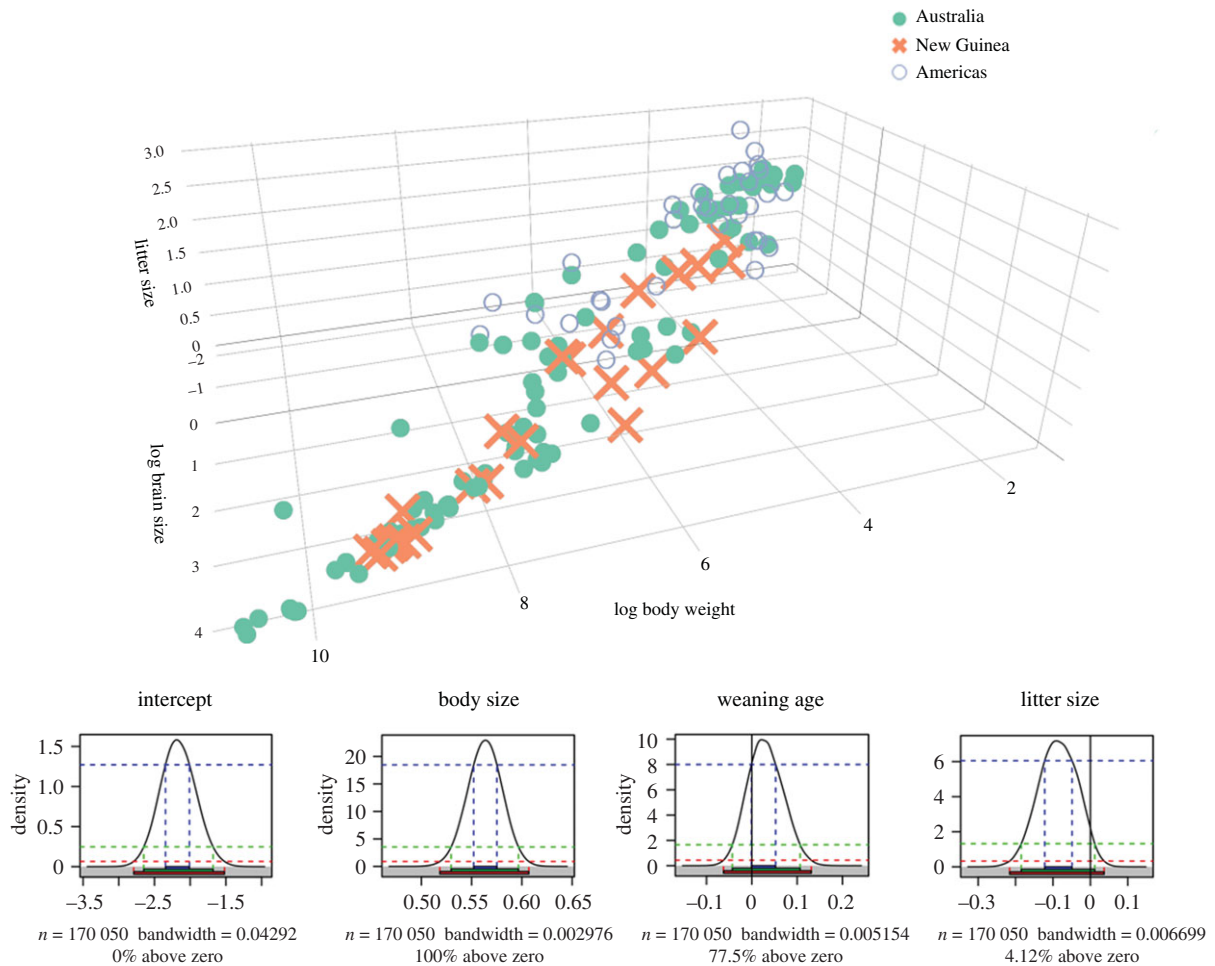 Australia
New Guinea
Americas
3.0
2.5
2.0
1.5
1.0
0.5
0
litter size
–2
–1
0
1
2
3
4
log brain size
2
4
6
8
10
log body weight
intercept
body size
weaning age
litter size
density
1.5
1.0
0.5
0
–3.5 –2.5 –1.5
n = 170 050 bandwidth = 0.04292
0% above zero
density
20
15
10
5
0
0.50 0.55 0.60 0.65
n = 170 050 bandwidth = 0.002976
100% above zero
density
10
8
6
4
2
0
–0.1 0 0.1 0.2
n = 170 050 bandwidth = 0.005154
77.5% above zero
6
4
2
0
–0.3 –0.1 0 0.1
n = 170 050 bandwidth = 0.006699
4.12% above zero